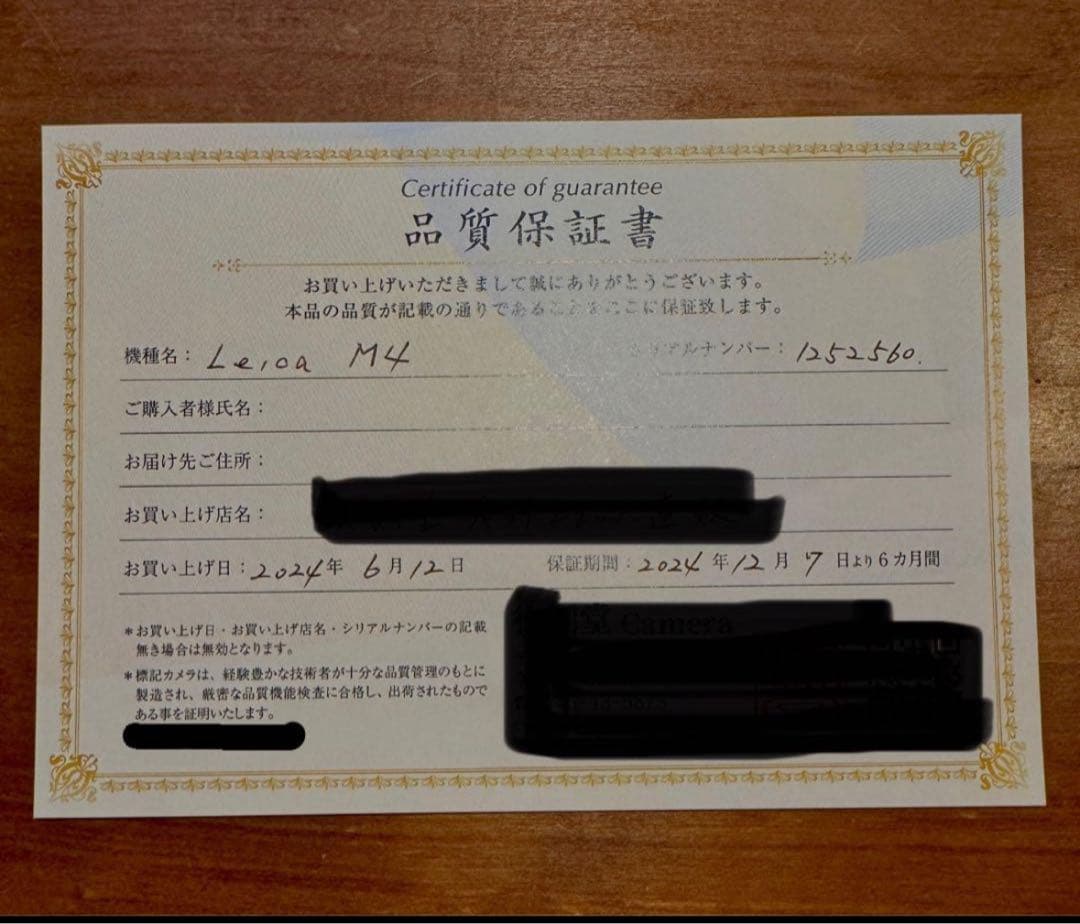 Certificate of guarantee
品質保証書
お買い上げいただきまして誠にありがとうございます。
本品の品質が記載の通りであることをここに保証致します。
機種名： Leica M4 シリアルナンバー： 1252560.
ご購入者様氏名：
お届け先ご住所：
お買い上げ店名：
お買い上げ日： 2024年 6月12日 保証期間： 2024年12月 7日より6カ月間
＊お買い上げ日・お買い上げ店名・シリアルナンバーの記載
無き場合は無効となります。
＊標記カメラは、経験豊かな技術者が十分な品質管理のもとに
製造され、厳密な品質機能検査に合格し、出荷されたもので
ある事を証明いたします。
堂 Camera